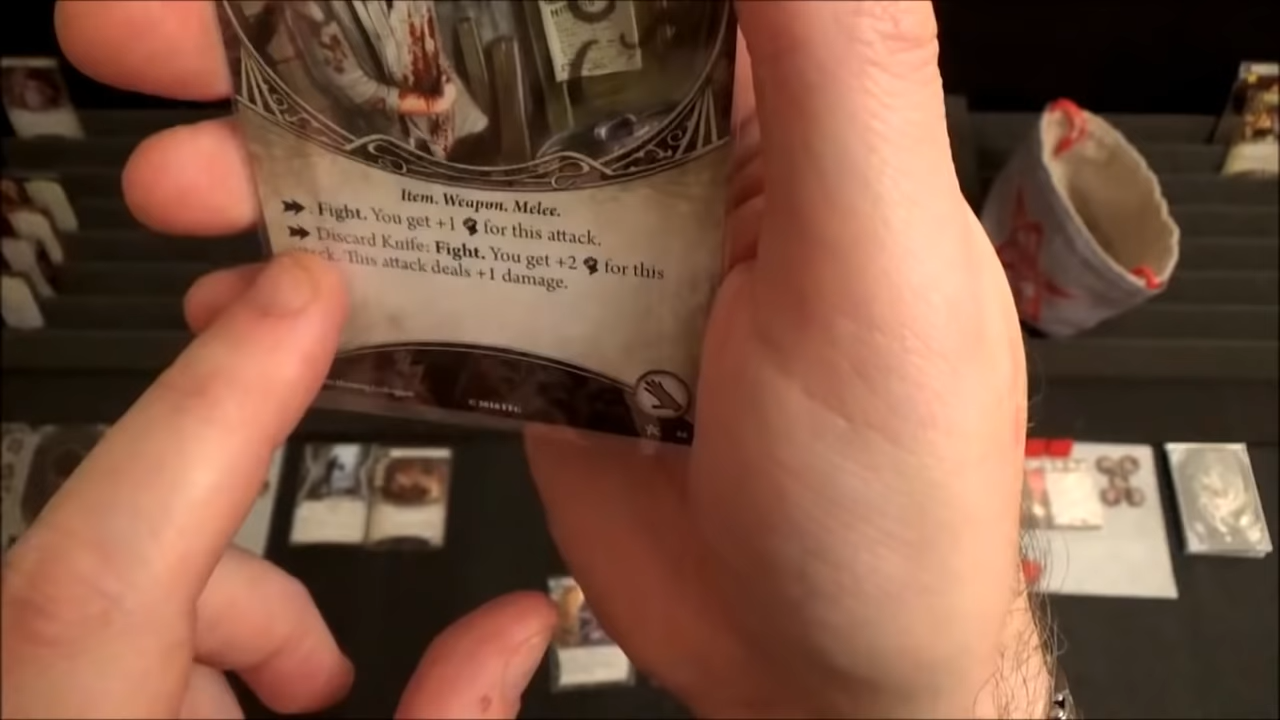 Item. Weapon. Melee.
: Fight. You get +1 for this attack.
Discard Knife: Fight. You get +2 for this
This attack deals +1 damage.